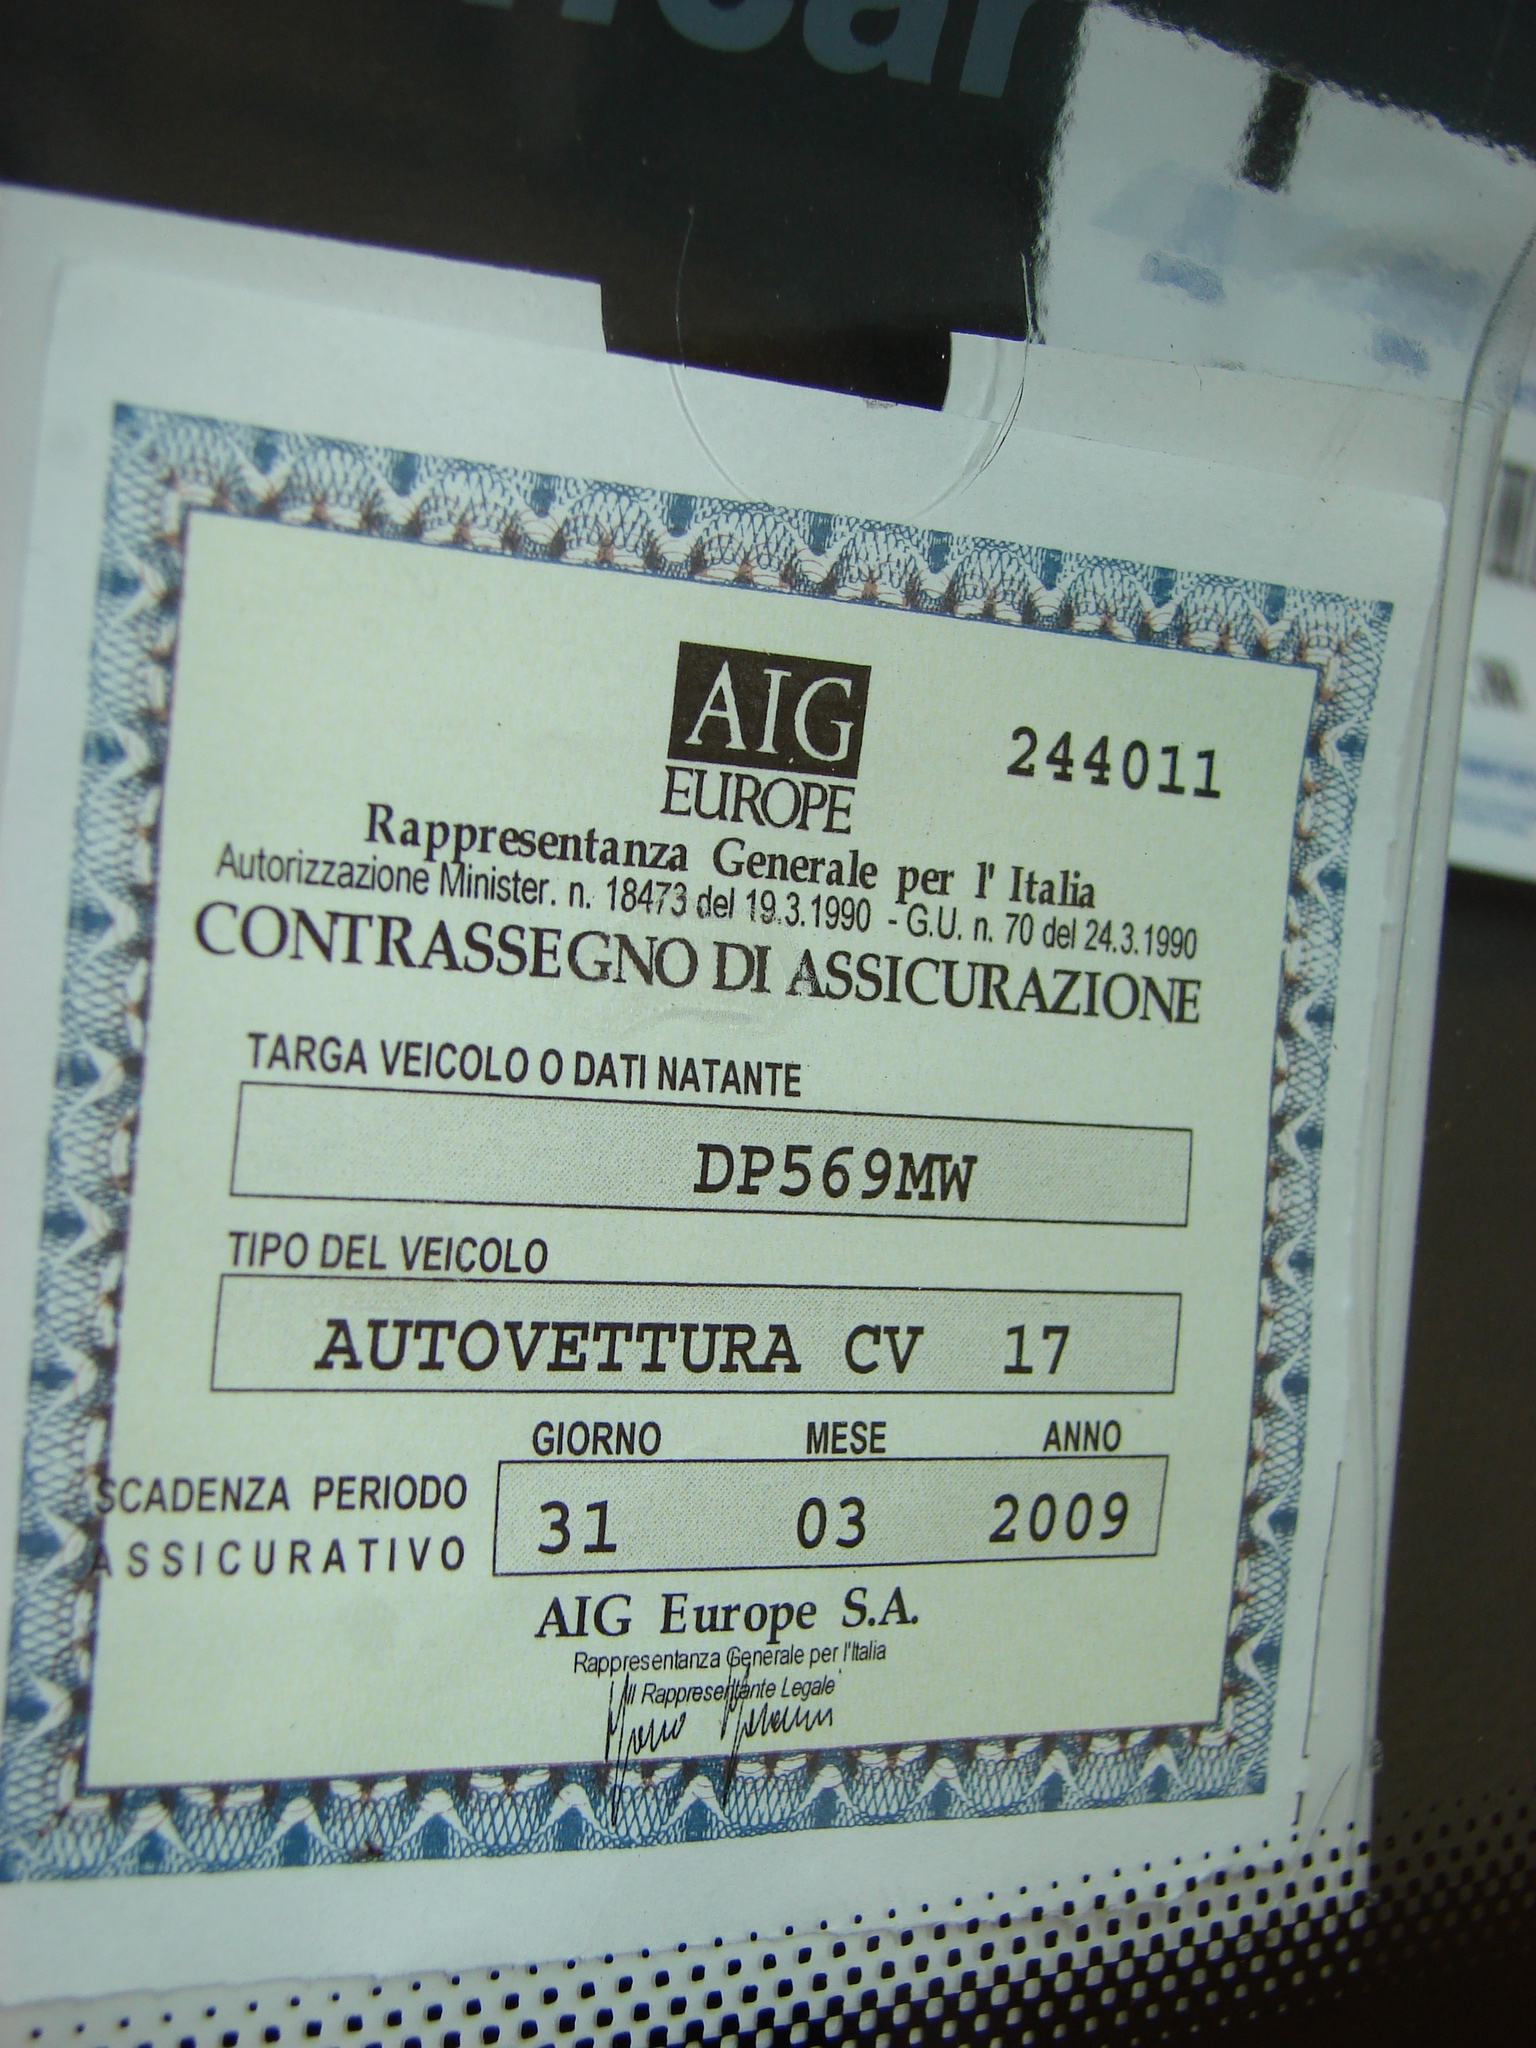 AIG
EUROPE
244011
Rappresentanza Generale per l' Italia
Autorizzazione Minister. n. 18473 del 19.3.1990 - G.U. n. 70 del 24.3.1990
CONTRASSEGNO DI ASSICURAZIONE
TARGA VEICOLO O DATI NATANTE
DP569MW
TIPO DEL VEICOLO
AUTOVETTURA CV 17
GIORNO MESE ANNO
SCADENZA PERIODO
ASSICURATIVO
31 03 2009
AIG Europe S.A.
Rappresentanza Generale per l'Italia
Il Rappresentante Legale